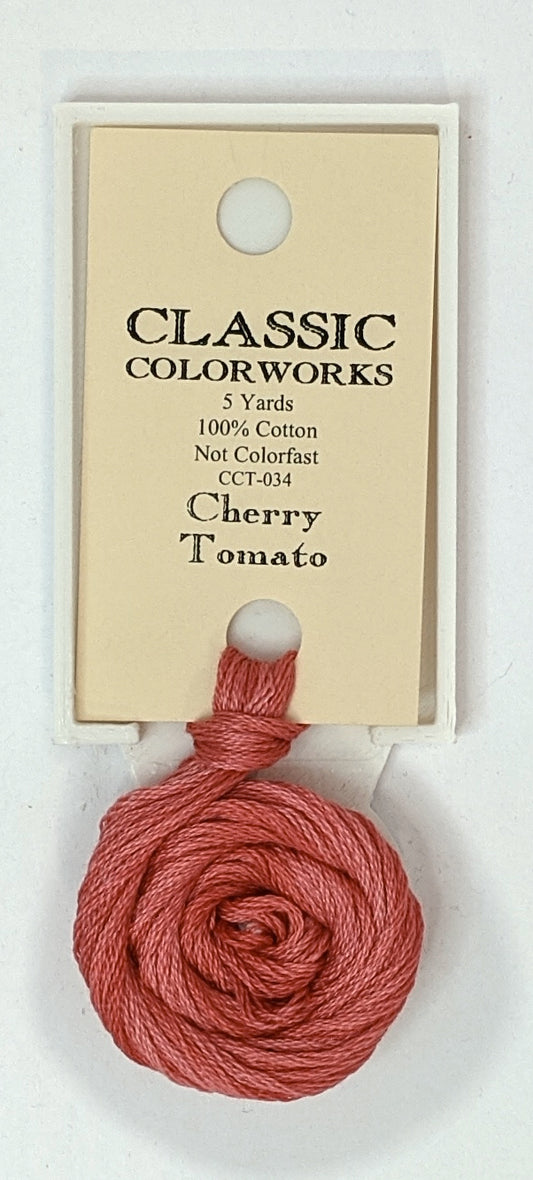 CLASSIC
COLORWORKS
5 Yards
100% Cotton
Not Colorfast
CCT-034
Cherry
Tomato